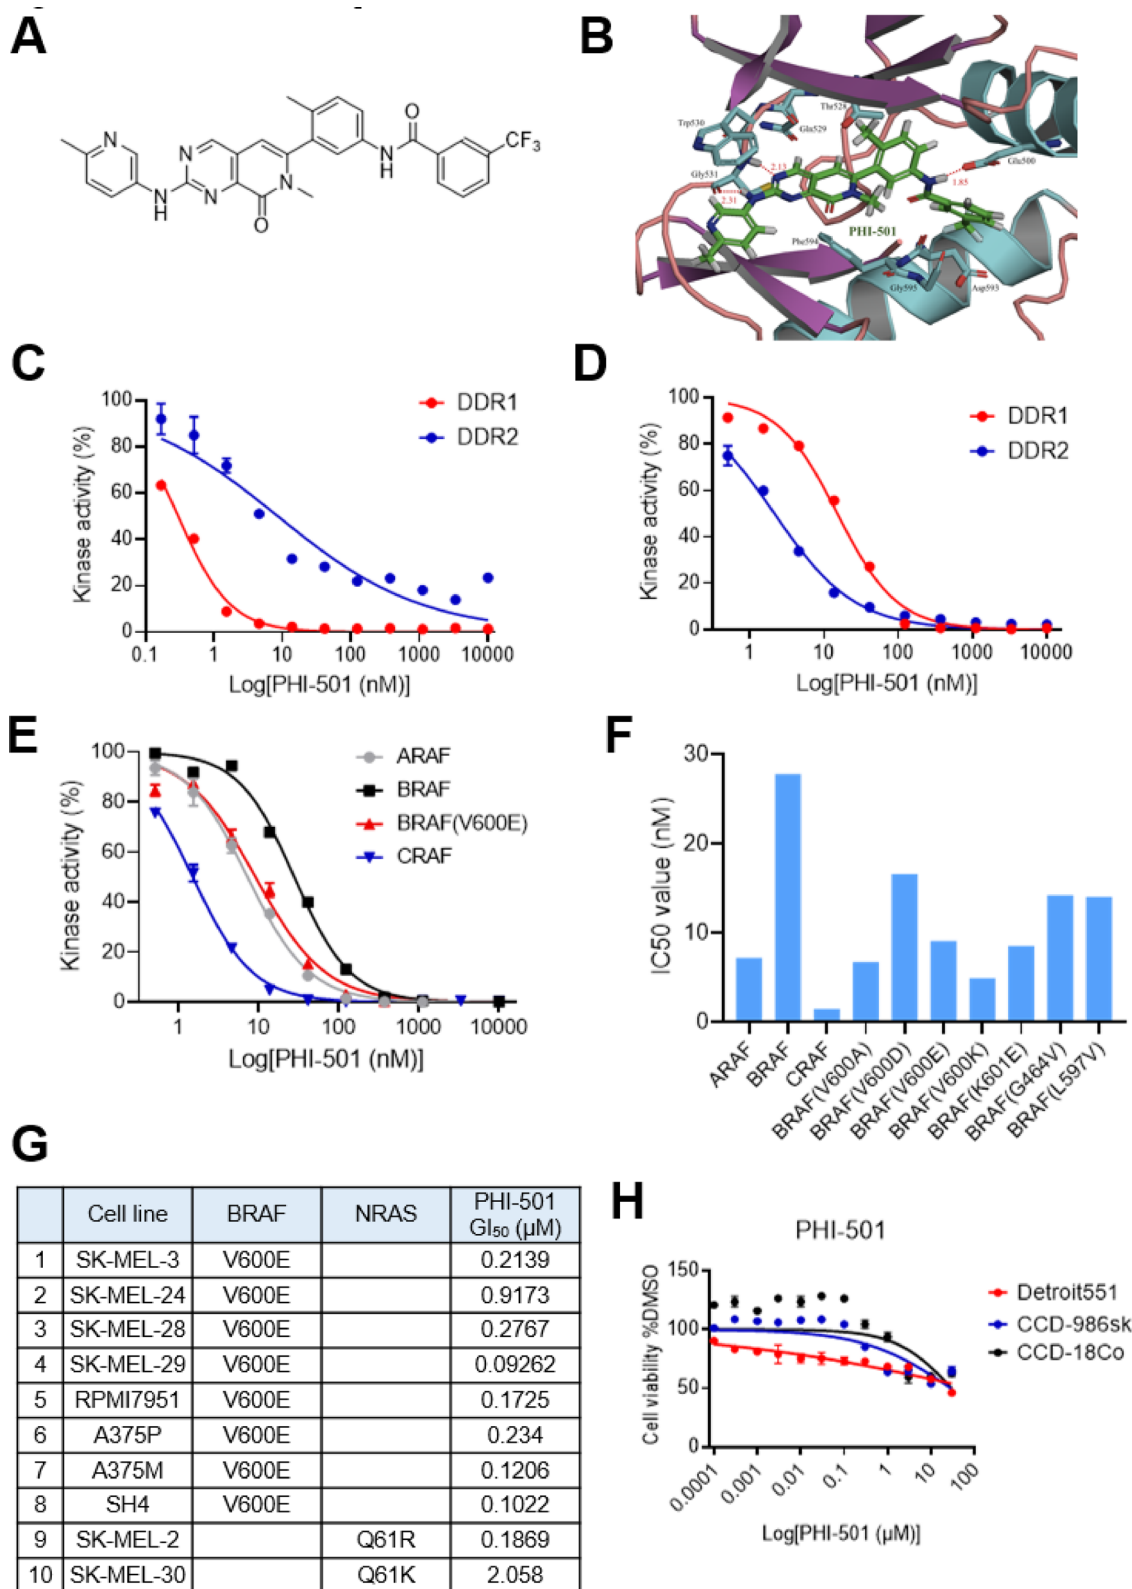 A
N
N
N
N
H
N
O
N
H
O
CF₃
B
Thr528
Trp530
Gln529
Glu500
2.13
Gly531
1.85
2.31
PHI-501
Phe594
Gly595
Asp593
C
100
80
60
40
20
0
Kinase activity (%)
DDR1
DDR2
0.1 1 10 100 1000 10000
Log[PHI-501 (nM)]
D
100
80
60
40
20
0
Kinase activity (%)
DDR1
DDR2
1 10 100 1000 10000
Log[PHI-501 (nM)]
E
100
80
60
40
20
0
Kinase activity (%)
ARAF
BRAF
BRAF(V600E)
CRAF
1 10 100 1000 10000
Log[PHI-501 (nM)]
F
30
20
10
0
IC50 value (nM)
ARAF
BRAF
CRAF
BRAF(V600A)
BRAF(V600D)
BRAF(V600E)
BRAF(V600K)
BRAF(K601E)
BRAF(G464V)
BRAF(L597V)
G
Cell line BRAF NRAS PHI-501 GI₅₀ (µM)
1 SK-MEL-3 V600E 0.2139
2 SK-MEL-24 V600E 0.9173
3 SK-MEL-28 V600E 0.2767
4 SK-MEL-29 V600E 0.09262
5 RPMI7951 V600E 0.1725
6 A375P V600E 0.234
7 A375M V600E 0.1206
8 SH4 V600E 0.1022
9 SK-MEL-2 Q61R 0.1869
10 SK-MEL-30 Q61K 2.058
H
PHI-501
150
100
50
0
Cell viability %DMSO
Detroit551
CCD-986sk
CCD-18Co
0.0001 0.001 0.01 0.1 1 10 100
Log[PHI-501 (µM)]